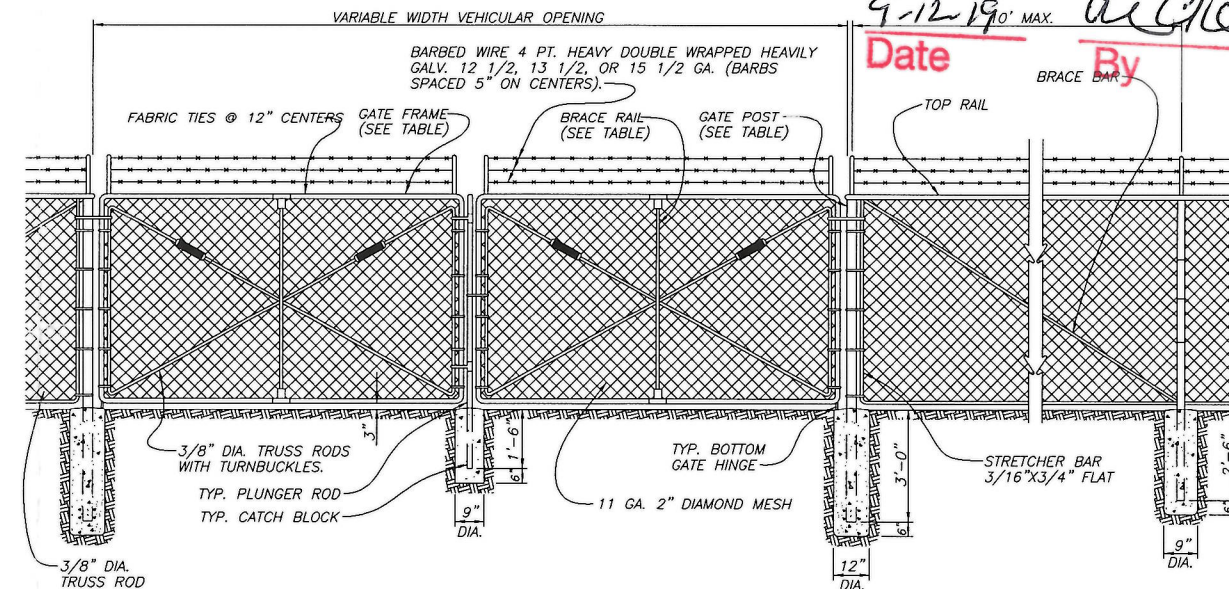 VARIABLE WIDTH VEHICULAR OPENING
9-12-19
0' MAX.
Date
By
BARBED WIRE 4 PT. HEAVY DOUBLE WRAPPED HEAVILY
GALV. 12 1/2, 13 1/2, OR 15 1/2 GA. (BARBS
SPACED 5" ON CENTERS).
BRACE BAR
TOP RAIL
FABRIC TIES @ 12" CENTERS
GATE FRAME
(SEE TABLE)
BRACE RAIL
(SEE TABLE)
GATE POST
(SEE TABLE)
3"
1'-6"
6"
3/8" DIA. TRUSS RODS
WITH TURNBUCKLES.
TYP. PLUNGER ROD
TYP. CATCH BLOCK
9"
DIA.
TYP. BOTTOM
GATE HINGE
11 GA. 2" DIAMOND MESH
3'-0"
6"
STRETCHER BAR
3/16"X3/4" FLAT
2'-6"
6"
9"
DIA.
12"
DIA.
3/8" DIA.
TRUSS ROD